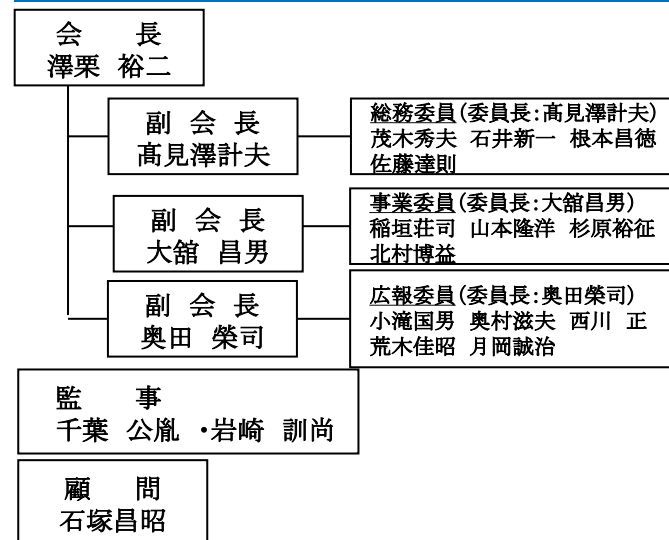 会　　長
澤栗　裕二
副 会 長
髙見澤計夫
総務委員(委員長:髙見澤計夫)
茂木秀夫 石井新一 根本昌徳
佐藤達則
副 会 長
大舘　昌男
事業委員(委員長:大舘昌男)
稲垣荘司 山本隆洋 杉原裕征
北村博益
副 会 長
奥田　榮司
広報委員(委員長:奥田榮司)
小滝国男 奥村滋夫 西川　正
荒木佳昭 月岡誠治
監　　事
千葉　公胤 ・岩崎　訓尚
顧　　問
石塚昌昭